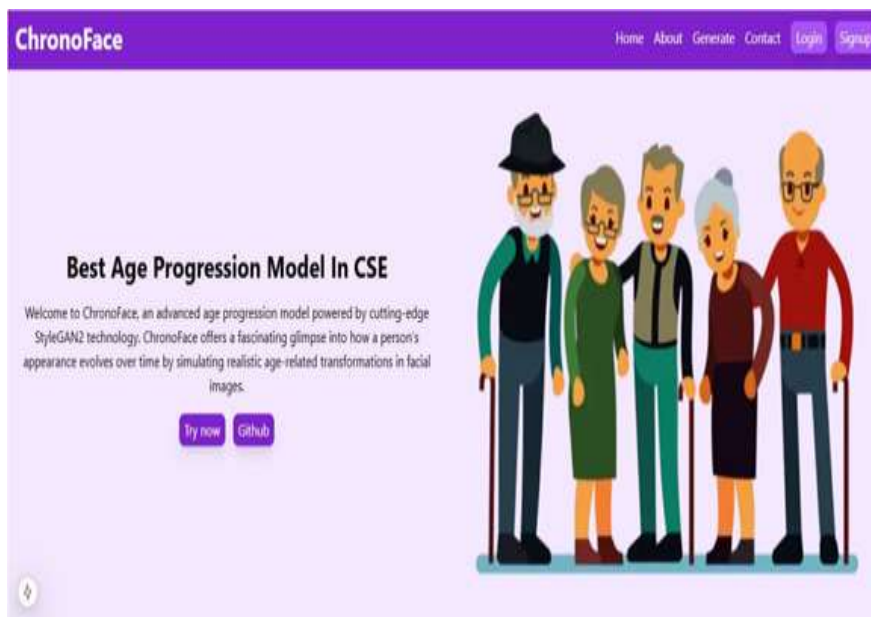 ChronoFace
Home About Generate Contact Login Signup
Best Age Progression Model In CSE
Welcome to ChronoFace, an advanced age progression model powered by cutting-edge
StyleGAN2 technology. ChronoFace offers a fascinating glimpse into how a person's
appearance evolves over time by simulating realistic age-related transformations in facial
images.
Try now Github